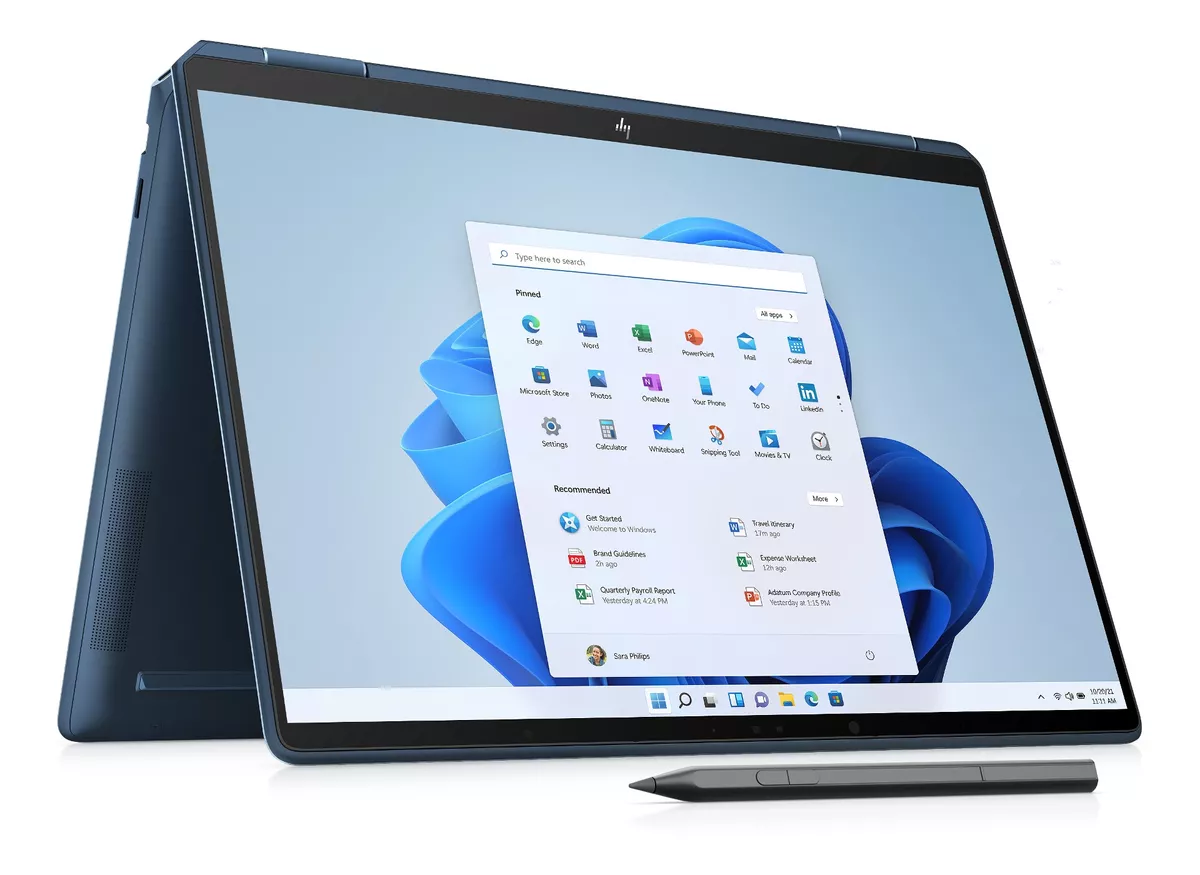 hp
Type here to search
Pinned
All apps >
Edge
Word
Excel
PowerPoint
Mail
Calendar
Microsoft Store
Photos
OneNote
Your Phone
To Do
LinkedIn
Settings
Calculator
Whiteboard
Snipping Tool
Movies & TV
Clock
Recommended
More >
Get Started
Welcome to Windows
Travel Itinerary
17m ago
Brand Guidelines
2h ago
Expense Worksheet
12h ago
Quarterly Payroll Report
Yesterday at 4:24 PM
Adatum Company Profile
Yesterday at 1:15 PM
Sara Philips
10/20/21
11:11 AM